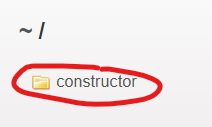 ~ /
constructor